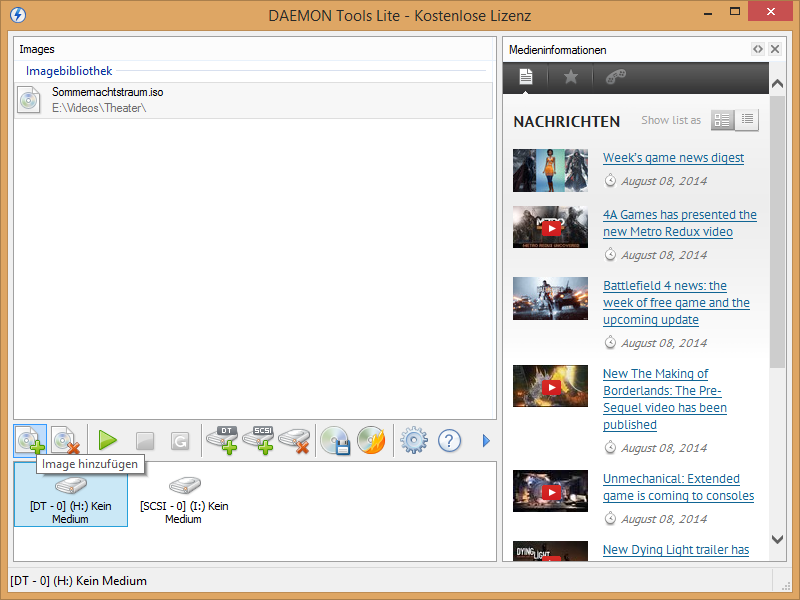 DAEMON Tools Lite - Kostenlose Lizenz
Images
Imagebibliothek
Sommernachtstraum.iso
E:\Videos\Theater\
DT
SCSI
Image hinzufügen
[DT - 0] (H:) Kein
Medium
[SCSI - 0] (I:) Kein
Medium
Medieninformationen
NACHRICHTEN
Show list as
Week's game news digest
August 08, 2014
4A Games has presented the
new Metro Redux video
August 08, 2014
METRO REDUX UNCOVERED
Battlefield 4 news: the
week of free game and the
upcoming update
August 08, 2014
New The Making of
Borderlands: The Pre-
Sequel video has been
published
August 08, 2014
Unmechanical: Extended
game is coming to consoles
August 08, 2014
DYING LIGHT
New Dying Light trailer has
[DT - 0] (H:) Kein Medium